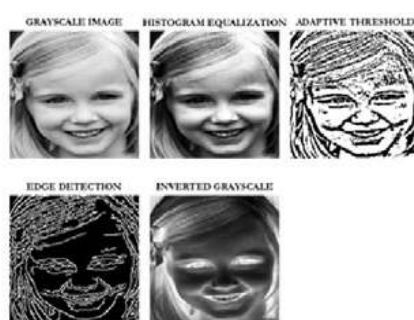 GRAYSCALE IMAGE
HISTOGRAM EQUALIZATION
ADAPTIVE THRESHOLD
EDGE DETECTION
INVERTED GRAYSCALE